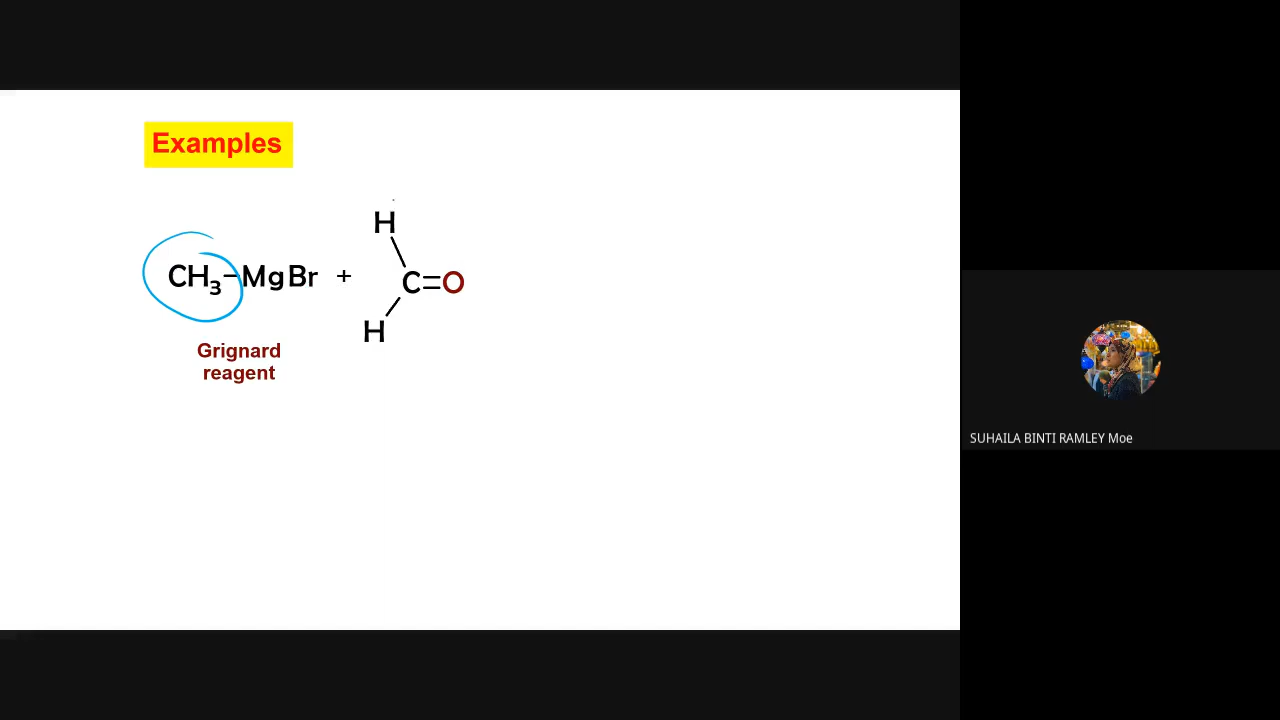 Examples
H
CH₃–MgBr + C=O
H
Grignard
reagent
SUHAILA BINTI RAMLEY Moe